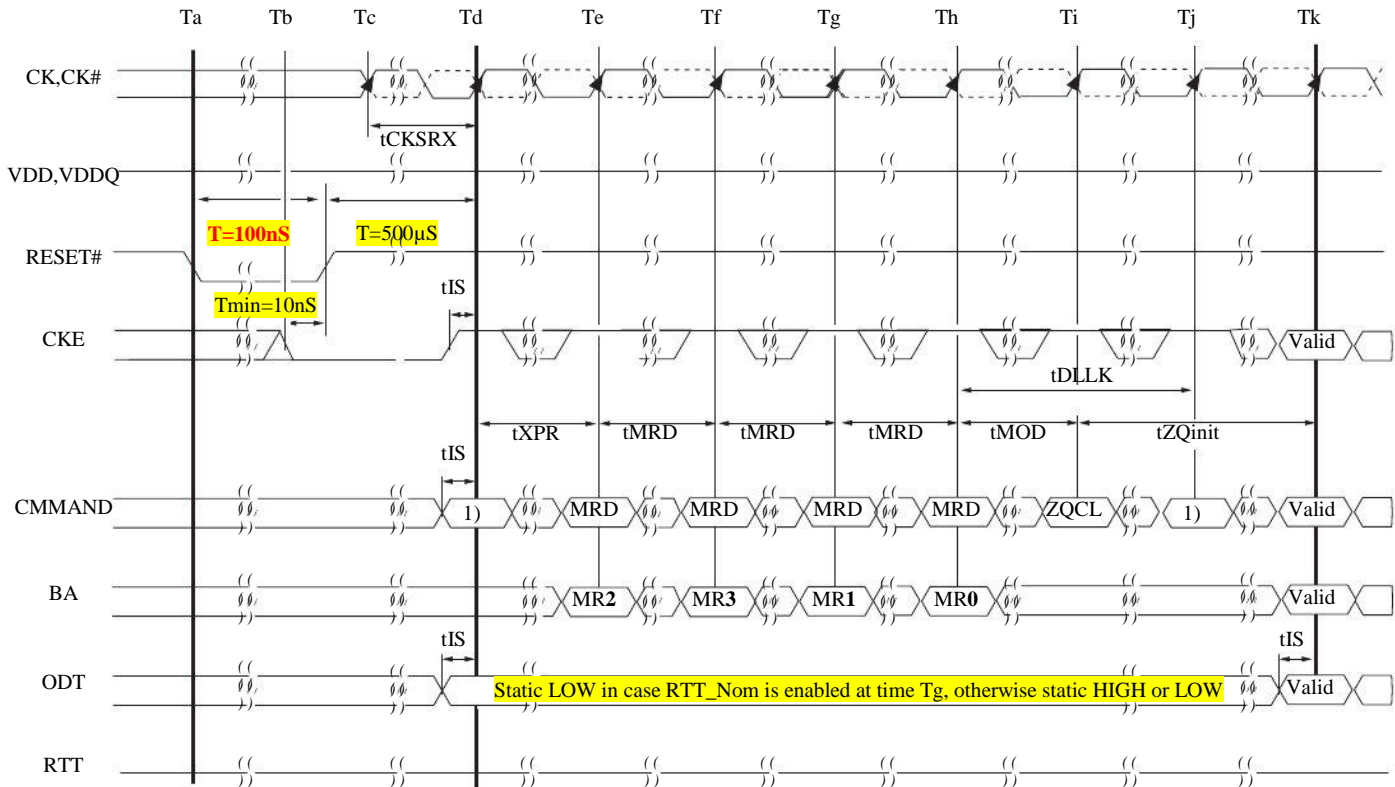 Ta Tb Tc Td Te Tf Tg Th Ti Tj Tk
CK,CK#
tCKSRX
VDD,VDDQ
T=100nS T=500µS
RESET#
Tmin=10nS tIS
CKE Valid
tDLLK
tXPR tMRD tMRD tMRD tMOD tZQinit
tIS
CMMAND 1) MRD MRD MRD MRD ZQCL 1) Valid
BA MR2 MR3 MR1 MR0 Valid
tIS tIS
ODT Static LOW in case RTT_Nom is enabled at time Tg, otherwise static HIGH or LOW Valid
RTT